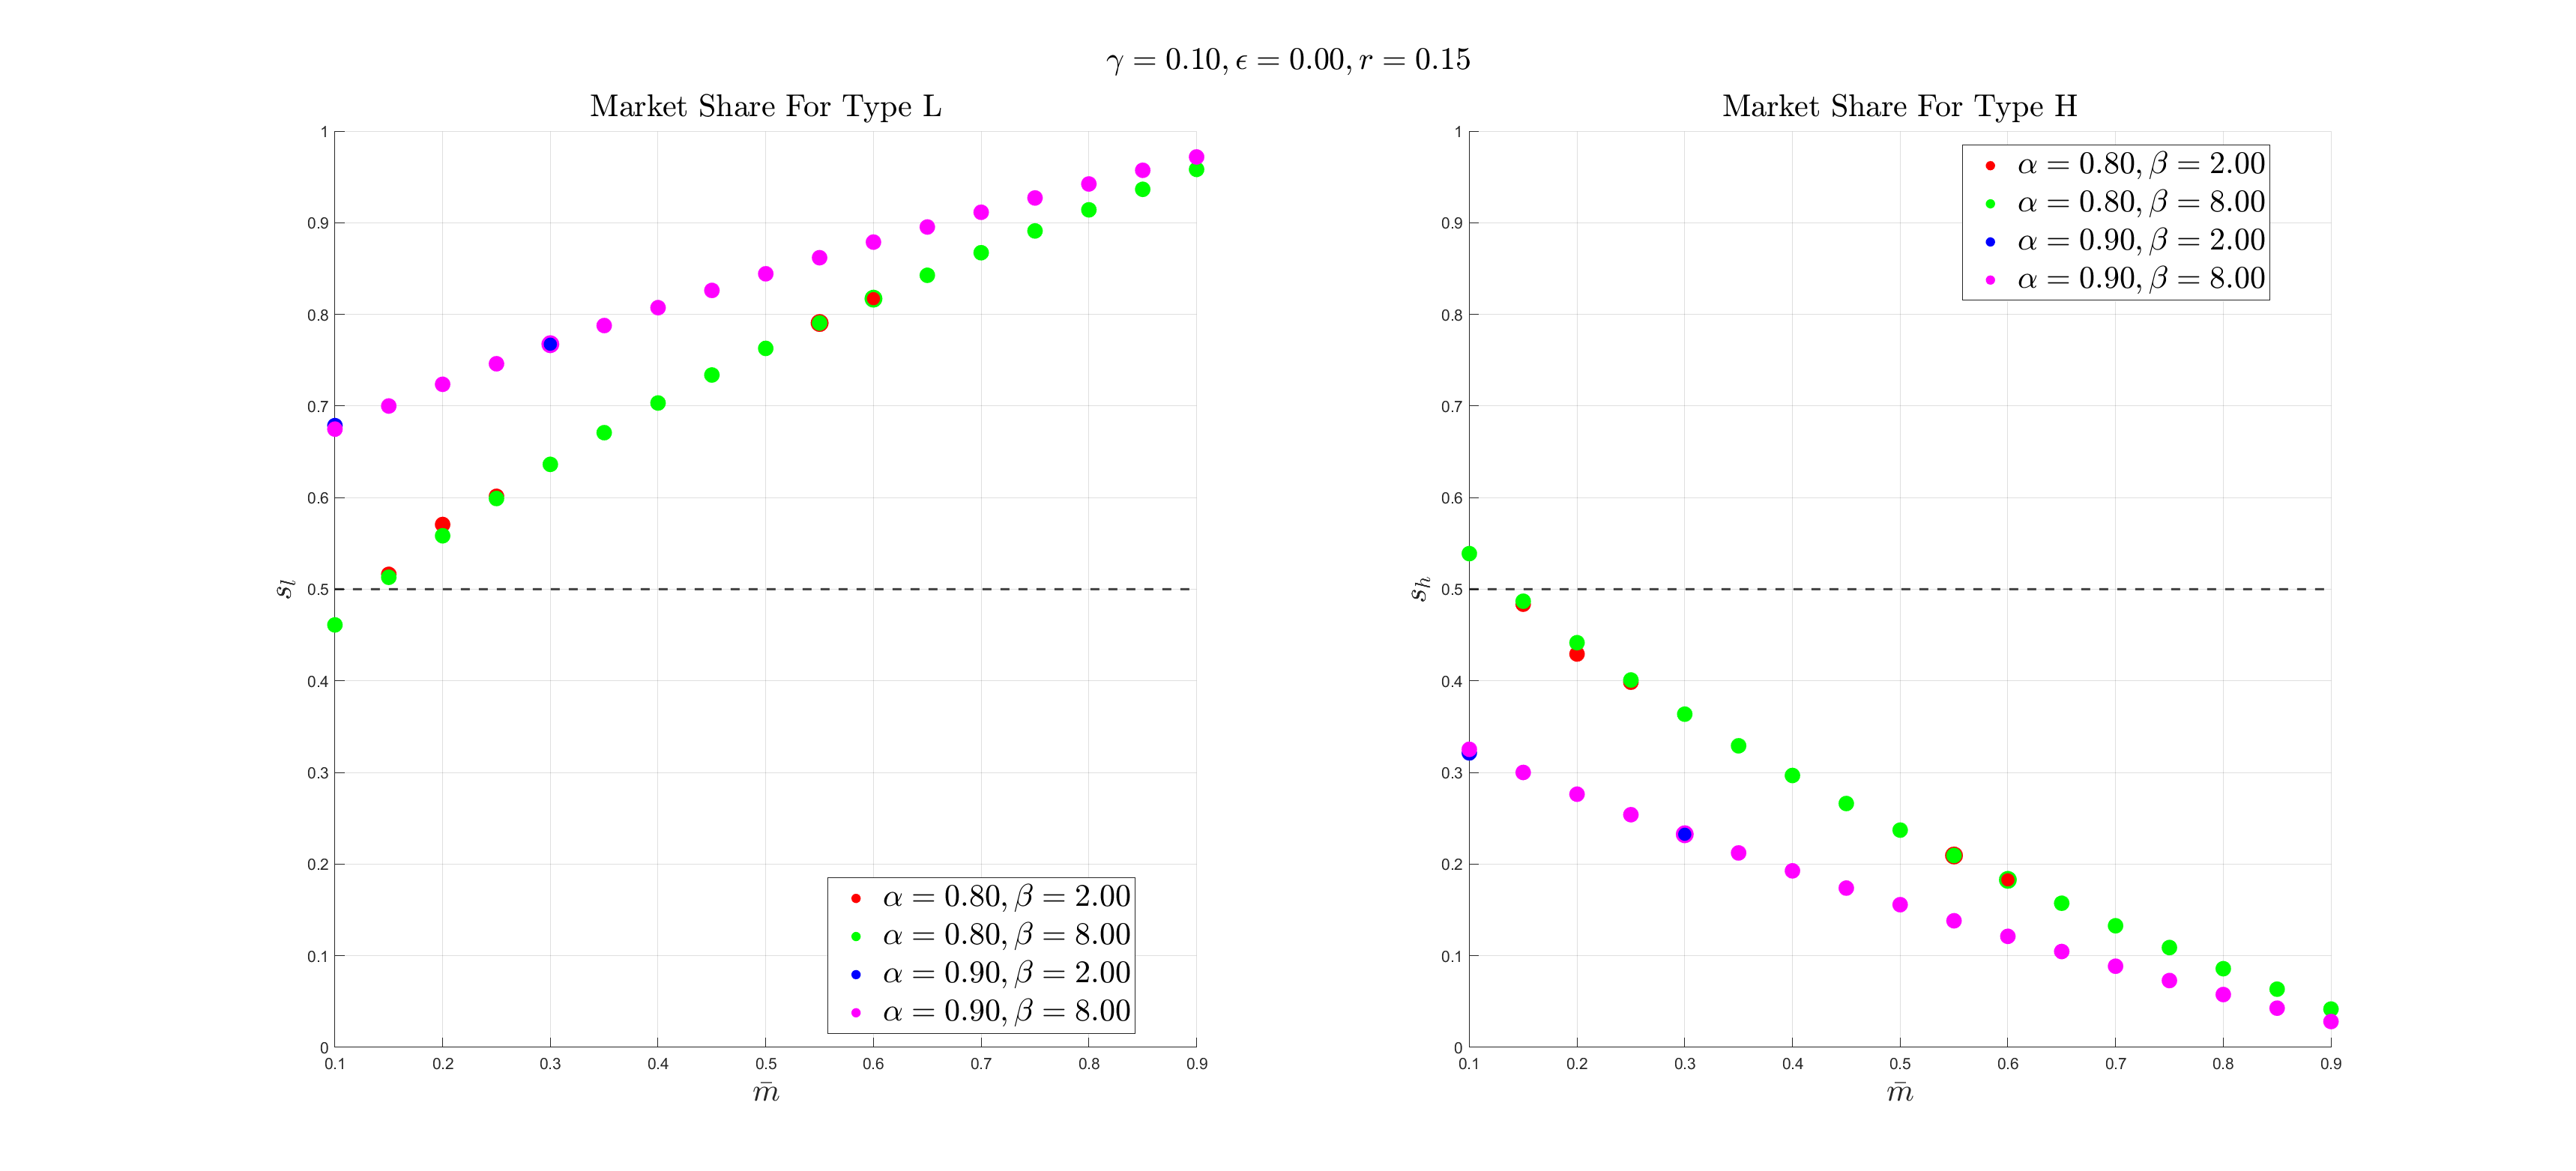 γ = 0.10, ϵ = 0.00, r = 0.15
Market Share For Type L
1
0.9
0.8
0.7
0.6
0.5
0.4
0.3
0.2
0.1
0
s_l
0.1 0.2 0.3 0.4 0.5 0.6 0.7 0.8 0.9
m̄
α = 0.80, β = 2.00
α = 0.80, β = 8.00
α = 0.90, β = 2.00
α = 0.90, β = 8.00
Market Share For Type H
1
0.9
0.8
0.7
0.6
0.5
0.4
0.3
0.2
0.1
0
s_h
0.1 0.2 0.3 0.4 0.5 0.6 0.7 0.8 0.9
m̄
α = 0.80, β = 2.00
α = 0.80, β = 8.00
α = 0.90, β = 2.00
α = 0.90, β = 8.00